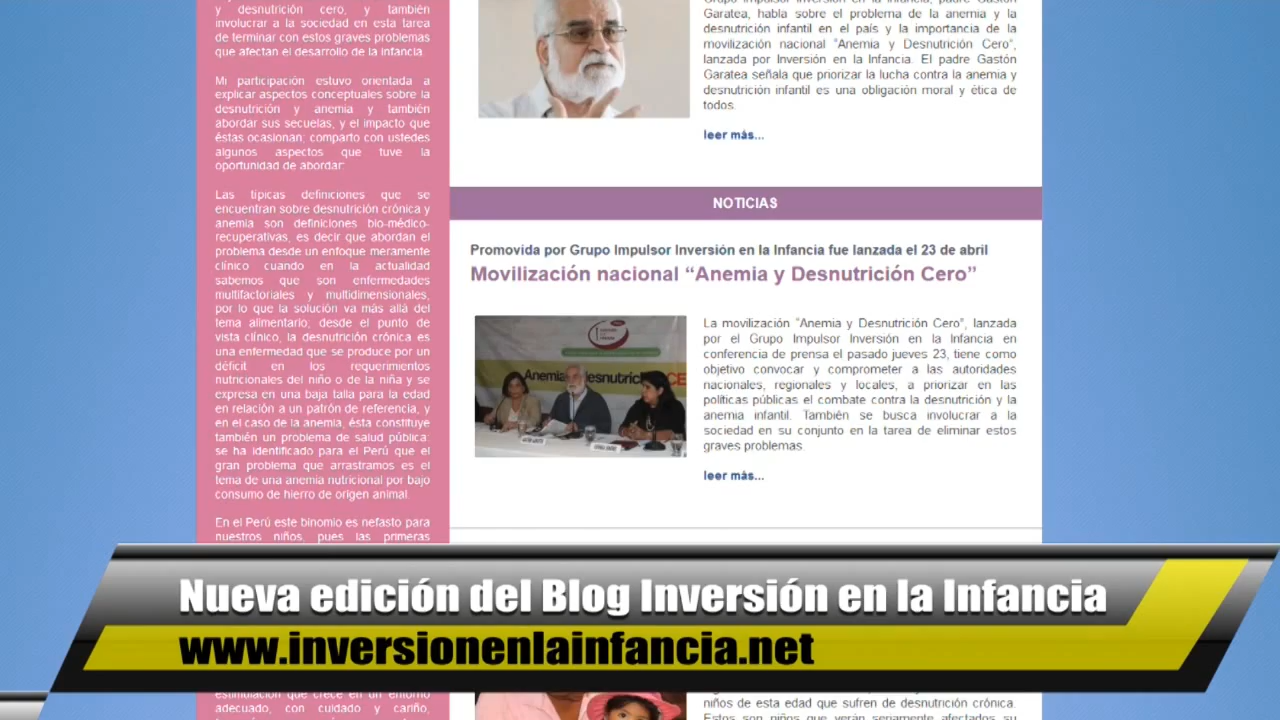 y desnutrición cero, y también
involucrar a la sociedad en esta tarea
de terminar con estos graves problemas
que afectan el desarrollo de la infancia.
Mi participación estuvo orientada a
explicar aspectos conceptuales sobre la
desnutrición y anemia y también
abordar sus secuelas, y el impacto que
éstas ocasionan; comparto con ustedes
algunos aspectos que tuve la
oportunidad de abordar:
Las típicas definiciones que se
encuentran sobre desnutrición crónica y
anemia son definiciones bio-médico-
recuperativas, es decir que abordan el
problema desde un enfoque meramente
clínico cuando en la actualidad
sabemos que son enfermedades
multifactoriales y multidimensionales,
por lo que la solución va más allá del
tema alimentario; desde el punto de
vista clínico, la desnutrición crónica es
una enfermedad que se produce por un
déficit en los requerimientos
nutricionales del niño o de la niña y se
expresa en una baja talla para la edad
en relación a un patrón de referencia, y
en el caso de la anemia, ésta constituye
también un problema de salud pública:
se ha identificado para el Perú que el
gran problema que arrastramos es el
tema de una anemia nutricional por bajo
consumo de hierro de origen animal.
En el Perú este binomio es nefasto para
nuestros niños, pues las primeras
estimulación que crece en un entorno
adecuado, con cuidado y cariño,
Grupo Impulsor Inversión en la Infancia, padre Gastón
Garatea, habla sobre el problema de la anemia y la
desnutrición infantil en el país y la importancia de la
movilización nacional "Anemia y Desnutrición Cero",
lanzada por Inversión en la Infancia. El padre Gastón
Garatea señala que priorizar la lucha contra la anemia y
desnutrición infantil es una obligación moral y ética de
todos.
leer más...
NOTICIAS
Promovida por Grupo Impulsor Inversión en la Infancia fue lanzada el 23 de abril
Movilización nacional “Anemia y Desnutrición Cero”
Anemia Desnutrición CE
La movilización "Anemia y Desnutrición Cero", lanzada
por el Grupo Impulsor Inversión en la Infancia en
conferencia de prensa el pasado jueves 23, tiene como
objetivo convocar y comprometer a las autoridades
nacionales, regionales y locales, a priorizar en las
políticas públicas el combate contra la desnutrición y la
anemia infantil. También se busca involucrar a la
sociedad en su conjunto en la tarea de eliminar estos
graves problemas.
leer más...
niños de esta edad que sufren de desnutrición crónica.
Estos son niños que verán seriamente afectados su
Nueva edición del Blog Inversión en la Infancia
www.inversionenlainfancia.net